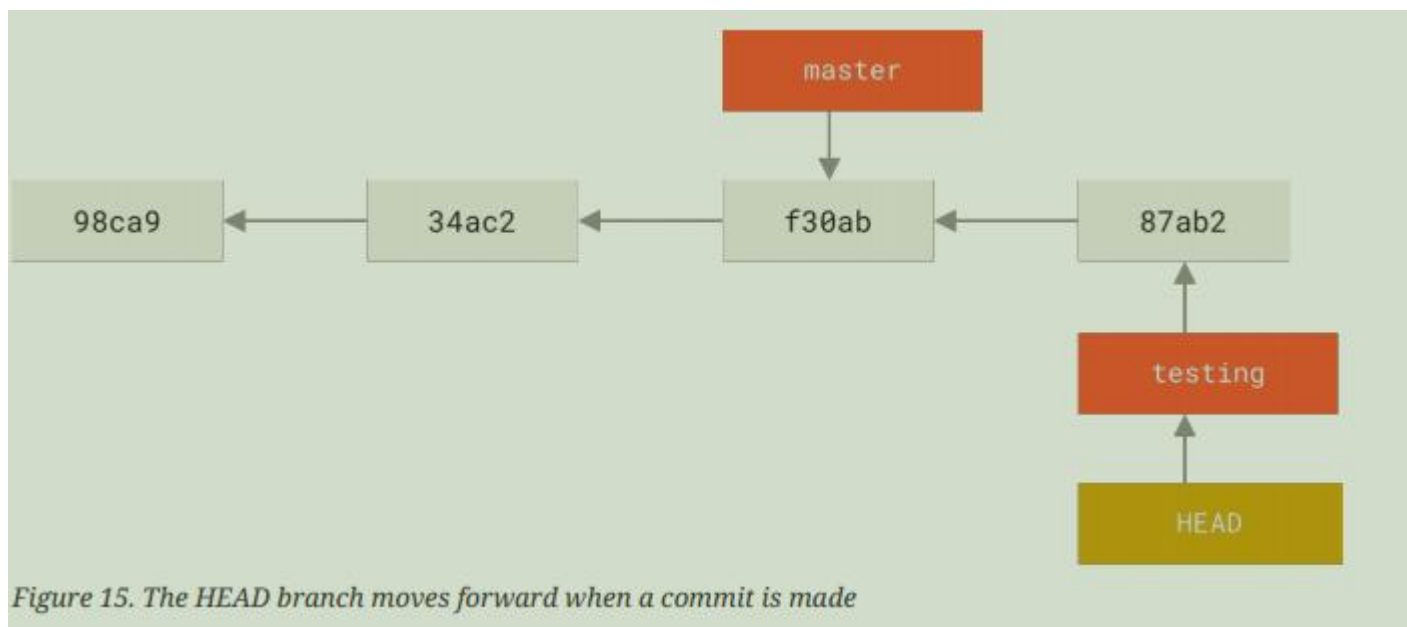 master
98ca9 34ac2 f30ab 87ab2
testing
HEAD
Figure 15. The HEAD branch moves forward when a commit is made